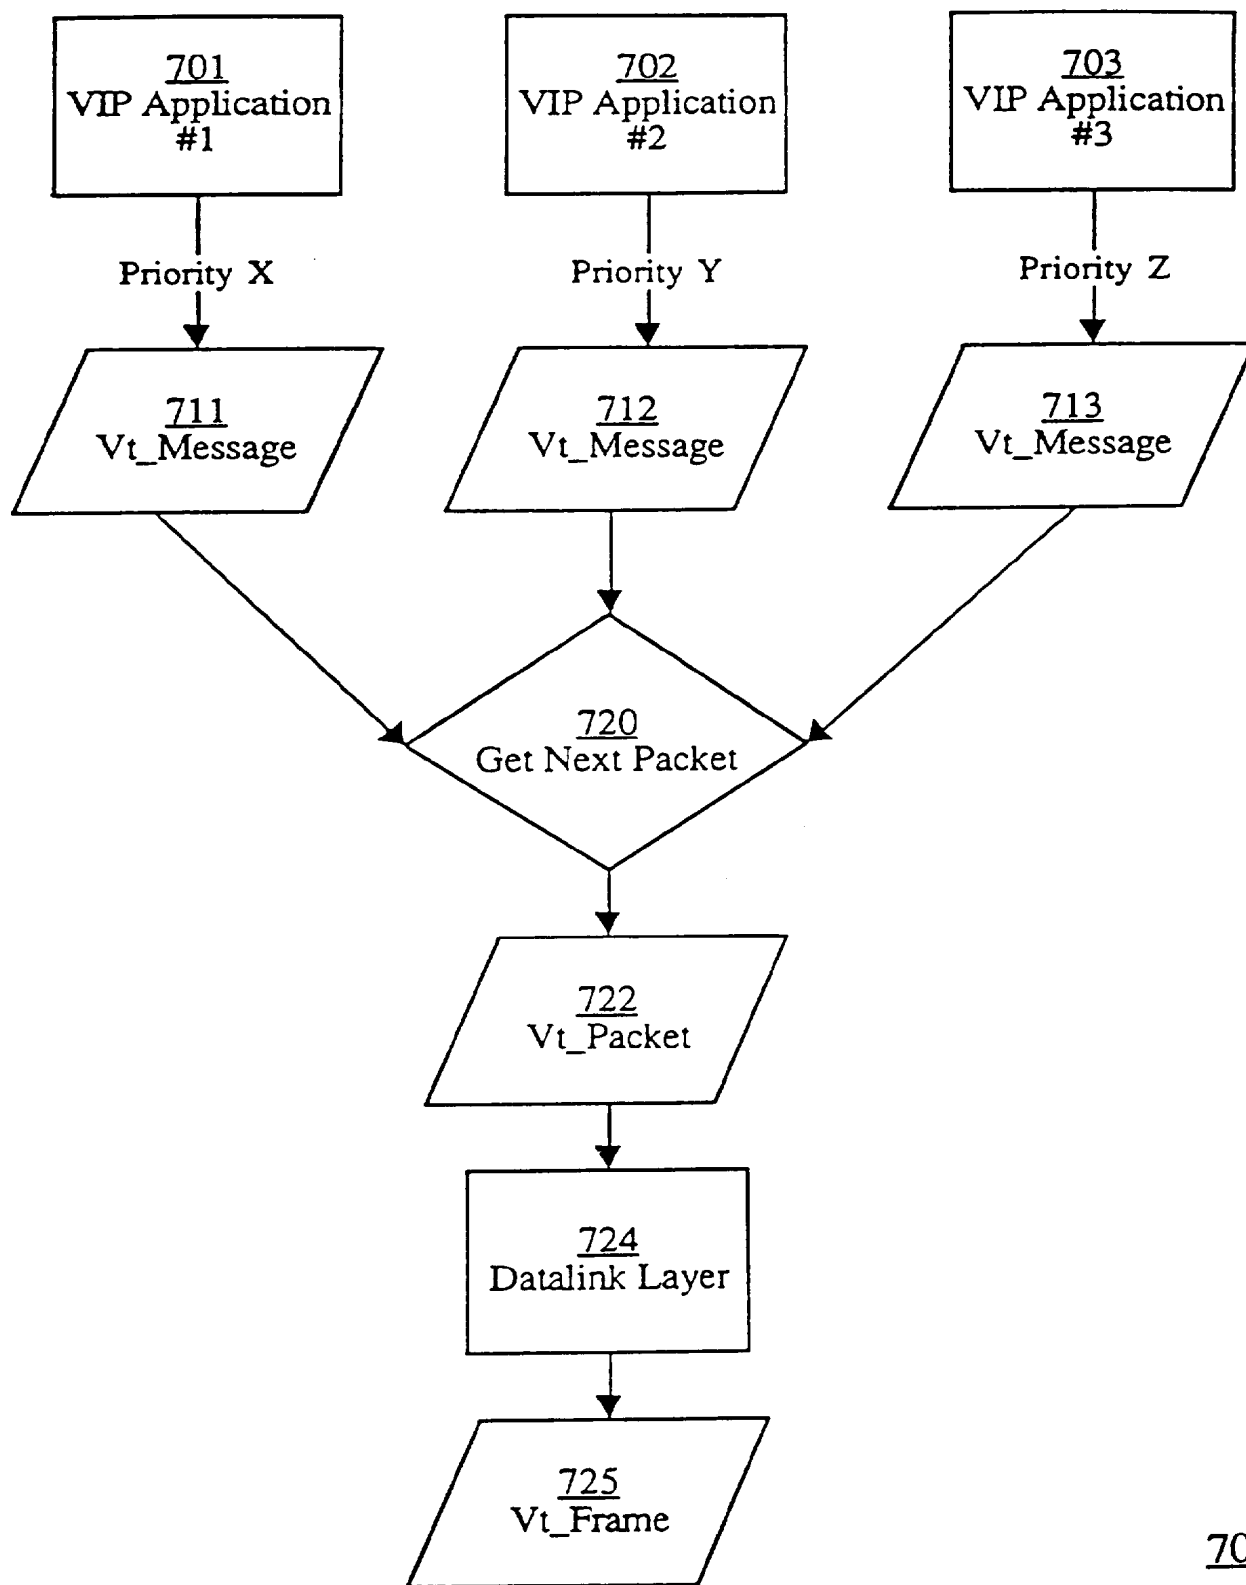 701
VIP Application
#1
702
VIP Application
#2
703
VIP Application
#3
Priority X
Priority Y
Priority Z
711
Vt_Message
712
Vt_Message
713
Vt_Message
720
Get Next Packet
722
Vt_Packet
724
Datalink Layer
725
Vt_Frame
70